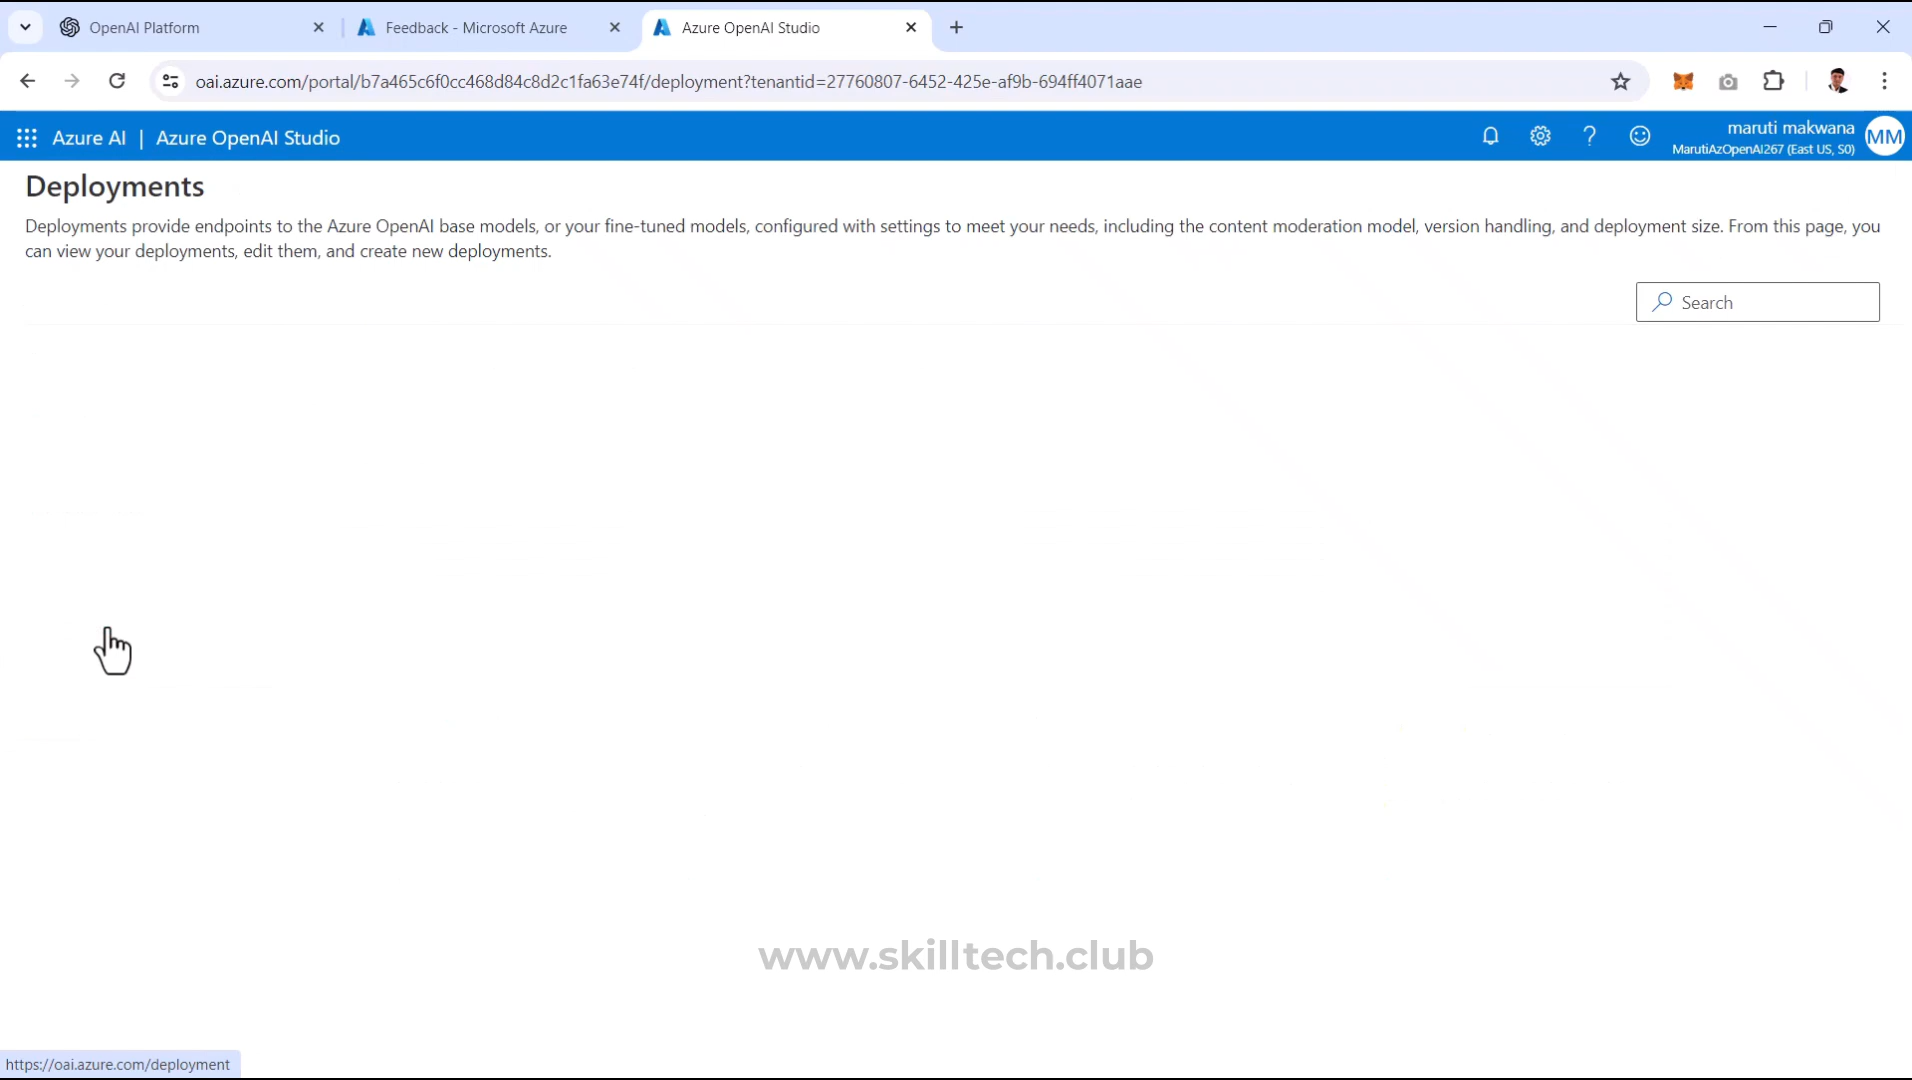 OpenAI Platform
Feedback - Microsoft Azure
Azure OpenAI Studio
oai.azure.com/portal/b7a465c6f0cc468d84c8d2c1fa63e74f/deployment?tenantid=27760807-6452-425e-af9b-694ff4071aae
Azure AI | Azure OpenAI Studio
maruti makwana
MarutiAzOpenAI267 (East US, S0)
MM
Deployments
Deployments provide endpoints to the Azure OpenAI base models, or your fine-tuned models, configured with settings to meet your needs, including the content moderation model, version handling, and deployment size. From this page, you
can view your deployments, edit them, and create new deployments.
Search
www.skilltech.club
https://oai.azure.com/deployment